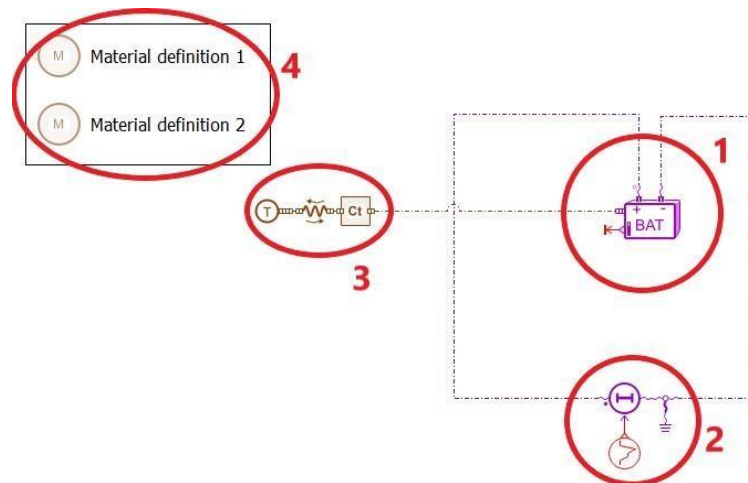 M Material definition 1
4
M Material definition 2
1
+ -
T Ct
BAT
3
2